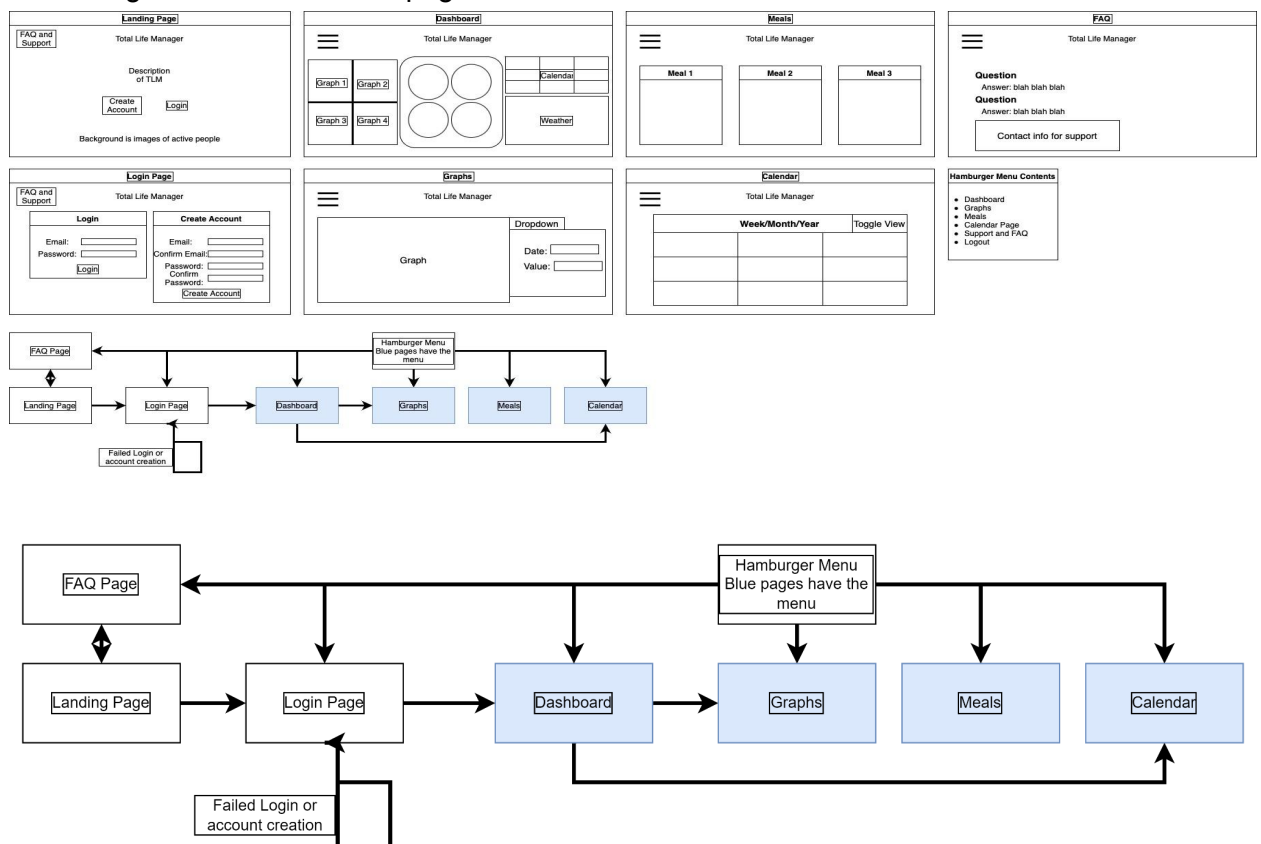 Landing Page
FAQ and
Support
Total Life Manager
Description
of TLM
Create
Account
Login
Background is images of active people
Dashboard
Total Life Manager
Graph 1
Graph 2
Graph 3
Graph 4
Calendar
Weather
Meals
Total Life Manager
Meal 1
Meal 2
Meal 3
FAQ
Total Life Manager
Question
Answer: blah blah blah
Question
Answer: blah blah blah
Contact info for support
Login Page
FAQ and
Support
Total Life Manager
Login
Email:
Password:
Login
Create Account
Email:
Confirm Email:
Password:
Confirm
Password:
Create Account
Graphs
Total Life Manager
Graph
Dropdown
Date:
Value:
Calendar
Total Life Manager
Week/Month/Year
Toggle View
Hamburger Menu Contents
Dashboard
Graphs
Meals
Calendar Page
Support and FAQ
Logout
FAQ Page
Hamburger Menu
Blue pages have the
menu
Landing Page
Login Page
Dashboard
Graphs
Meals
Calendar
Failed Login or
account creation
FAQ Page
Hamburger Menu
Blue pages have the
menu
Landing Page
Login Page
Dashboard
Graphs
Meals
Calendar
Failed Login or
account creation